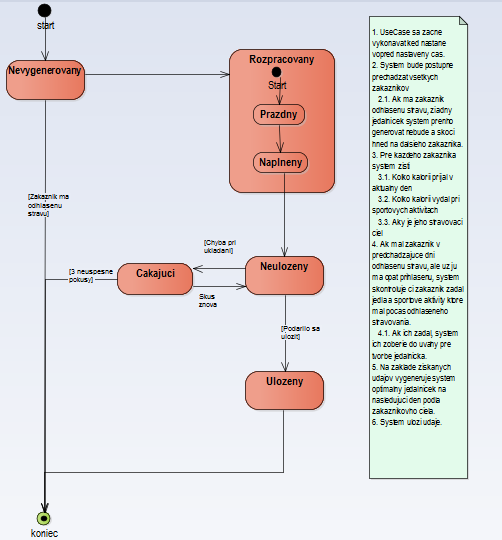 start
Nevygenerovany
Rozpracovany
Start
Prazdny
Naplneny
[Zakaznik ma
odhlasenu
stravu]
[Chyba pri
ukladani]
Neulozeny
Cakajuci
[3 neuspesne
pokusy]
Skus
znova
[Podarilo sa
ulozit]
Ulozeny
koniec
1. UseCase sa zacne
vykonavat ked nastane
vopred nastaveny cas.
2. System bude postupne
prechadzat vsetkych
zakaznikov
2.1. Ak ma zakaznik
odhlasenu stravu, ziadny
jedalnicek system prenho
generovat nebude a skoci
hned na dalsieho zakaznika.
3. Pre kazdeho zakaznika
system zisti
3.1. Kolko kalorii prijal v
aktualny den
3.2. Kolko kalorii vydal pri
sportovych aktivitach
3.3. Aky je jeho stravovaci
ciel
4. Ak mal zakaznik v
predchadzajuce dni
odhlasenu stravu, ale uz ju
ma opat prihlasenu, system
skontroluje ci zakaznik zadal
jedla a sportove aktivity ktore
mal pocas odhlaseneho
stravovania.
4.1. Ak ich zadal, system
ich zoberie do uvahy pre
tvorbe jedalnicka.
5. Na zaklade ziskanych
udajov vygeneruje system
optimalny jedalnicek na
nasledujuci den podla
zakaznikovho ciela.
6. System ulozi udaje.